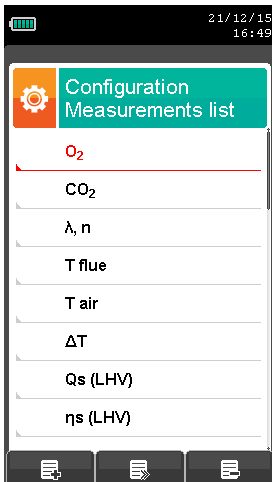 21/12/15
16:49
Configuration
Measurements list
O₂
CO₂
λ, n
T flue
T air
ΔT
Qs (LHV)
ηs (LHV)